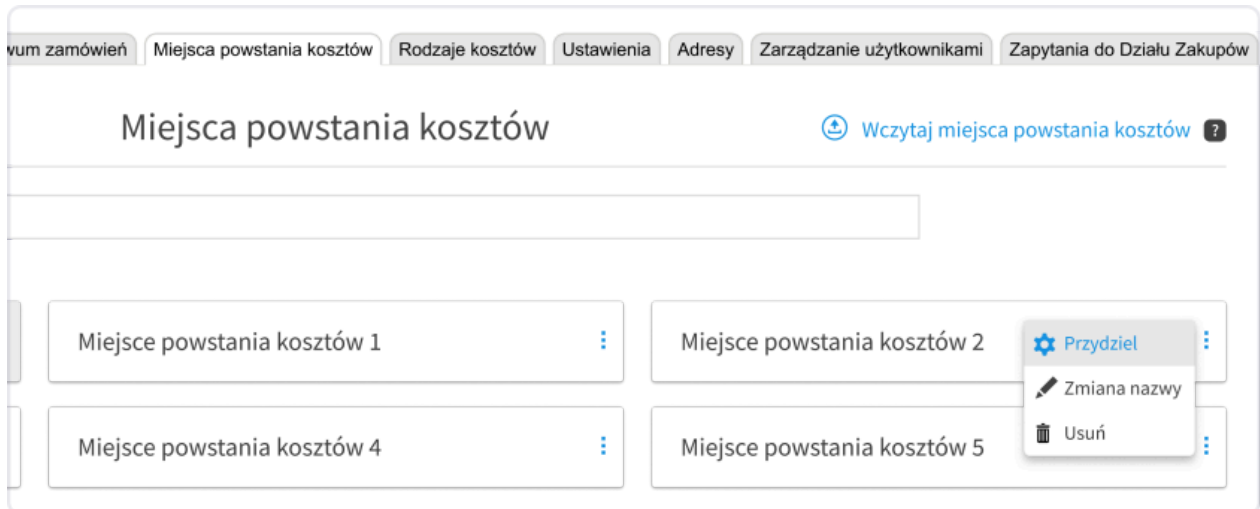 zamówień Miejsca powstania kosztów Rodzaje kosztów Ustawienia Adresy Zarządzanie użytkownikami Zapytania do Działu Zakupów
Miejsca powstania kosztów Wczytaj miejsca powstania kosztów ?
Miejsce powstania kosztów 1
Miejsce powstania kosztów 2
Przydziel
Zmiana nazwy
Usuń
Miejsce powstania kosztów 4
Miejsce powstania kosztów 5